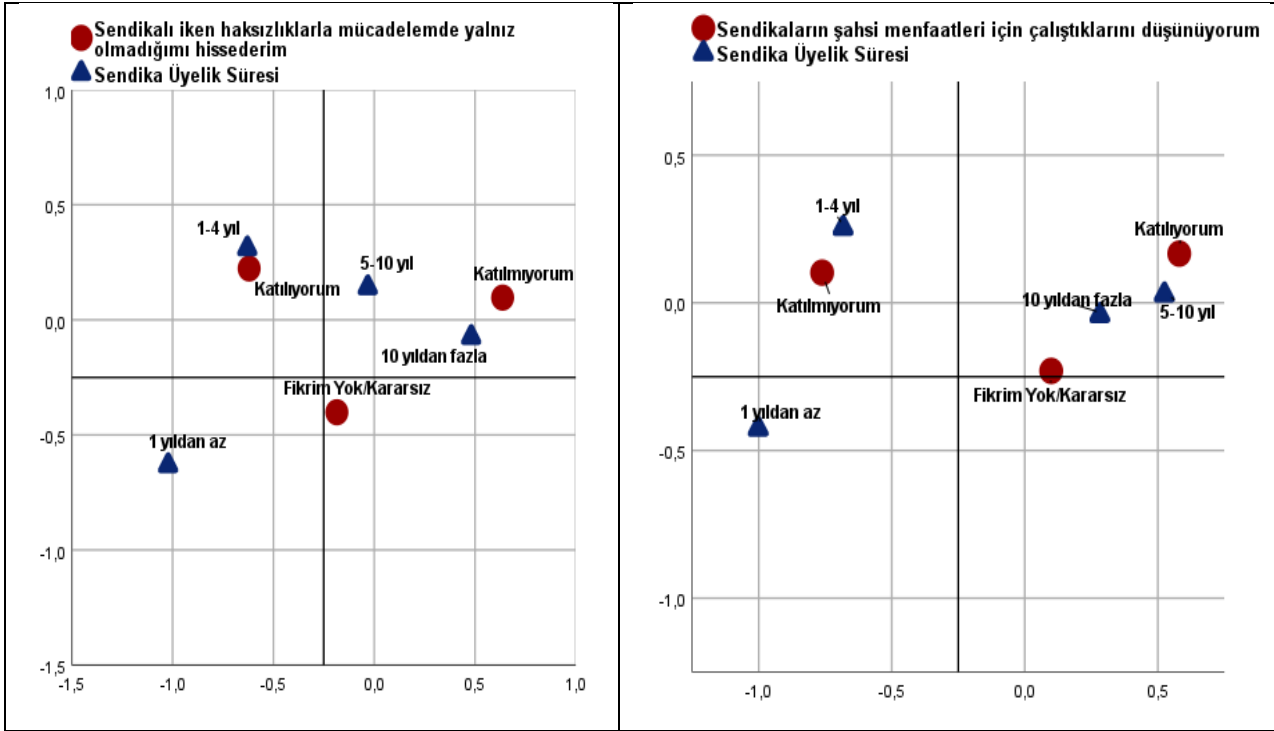 Sendikalı iken haksızlıklarla mücadelemde yalnız
olmadığımı hissederim
Sendika Üyelik Süresi
1,0
0,5
0,0
-0,5
-1,0
-1,5
-1,5
-1,0
-0,5
0,0
0,5
1,0
1-4 yıl
Katılıyorum
5-10 yıl
Katılmıyorum
10 yıldan fazla
Fikrim Yok/Kararsız
1 yıldan az
Sendikaların şahsi menfaatleri için çalıştıklarını düşünüyorum
Sendika Üyelik Süresi
0,5
0,0
-0,5
-1,0
-1,0
-0,5
0,0
0,5
1-4 yıl
Katılmıyorum
Katılıyorum
10 yıldan fazla
5-10 yıl
Fikrim Yok/Kararsız
1 yıldan az